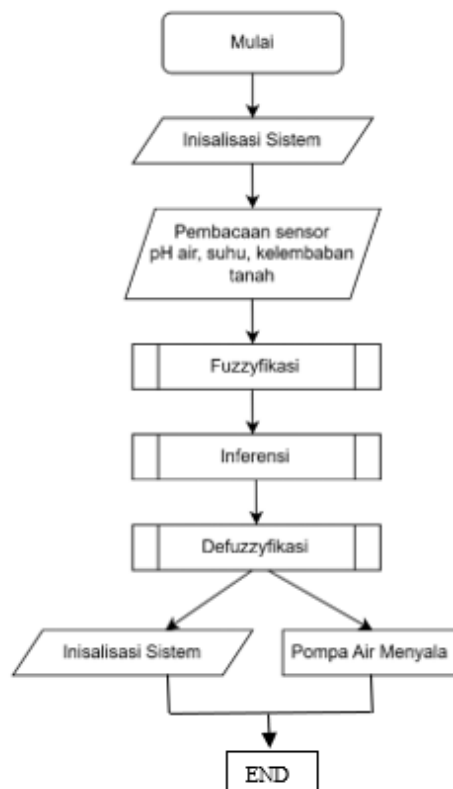 Mulai
Inisalisasi Sistem
Pembacaan sensor
pH air, suhu, kelembaban
tanah
Fuzzyfikasi
Inferensi
Defuzzyfikasi
Inisalisasi Sistem
Pompa Air Menyala
END